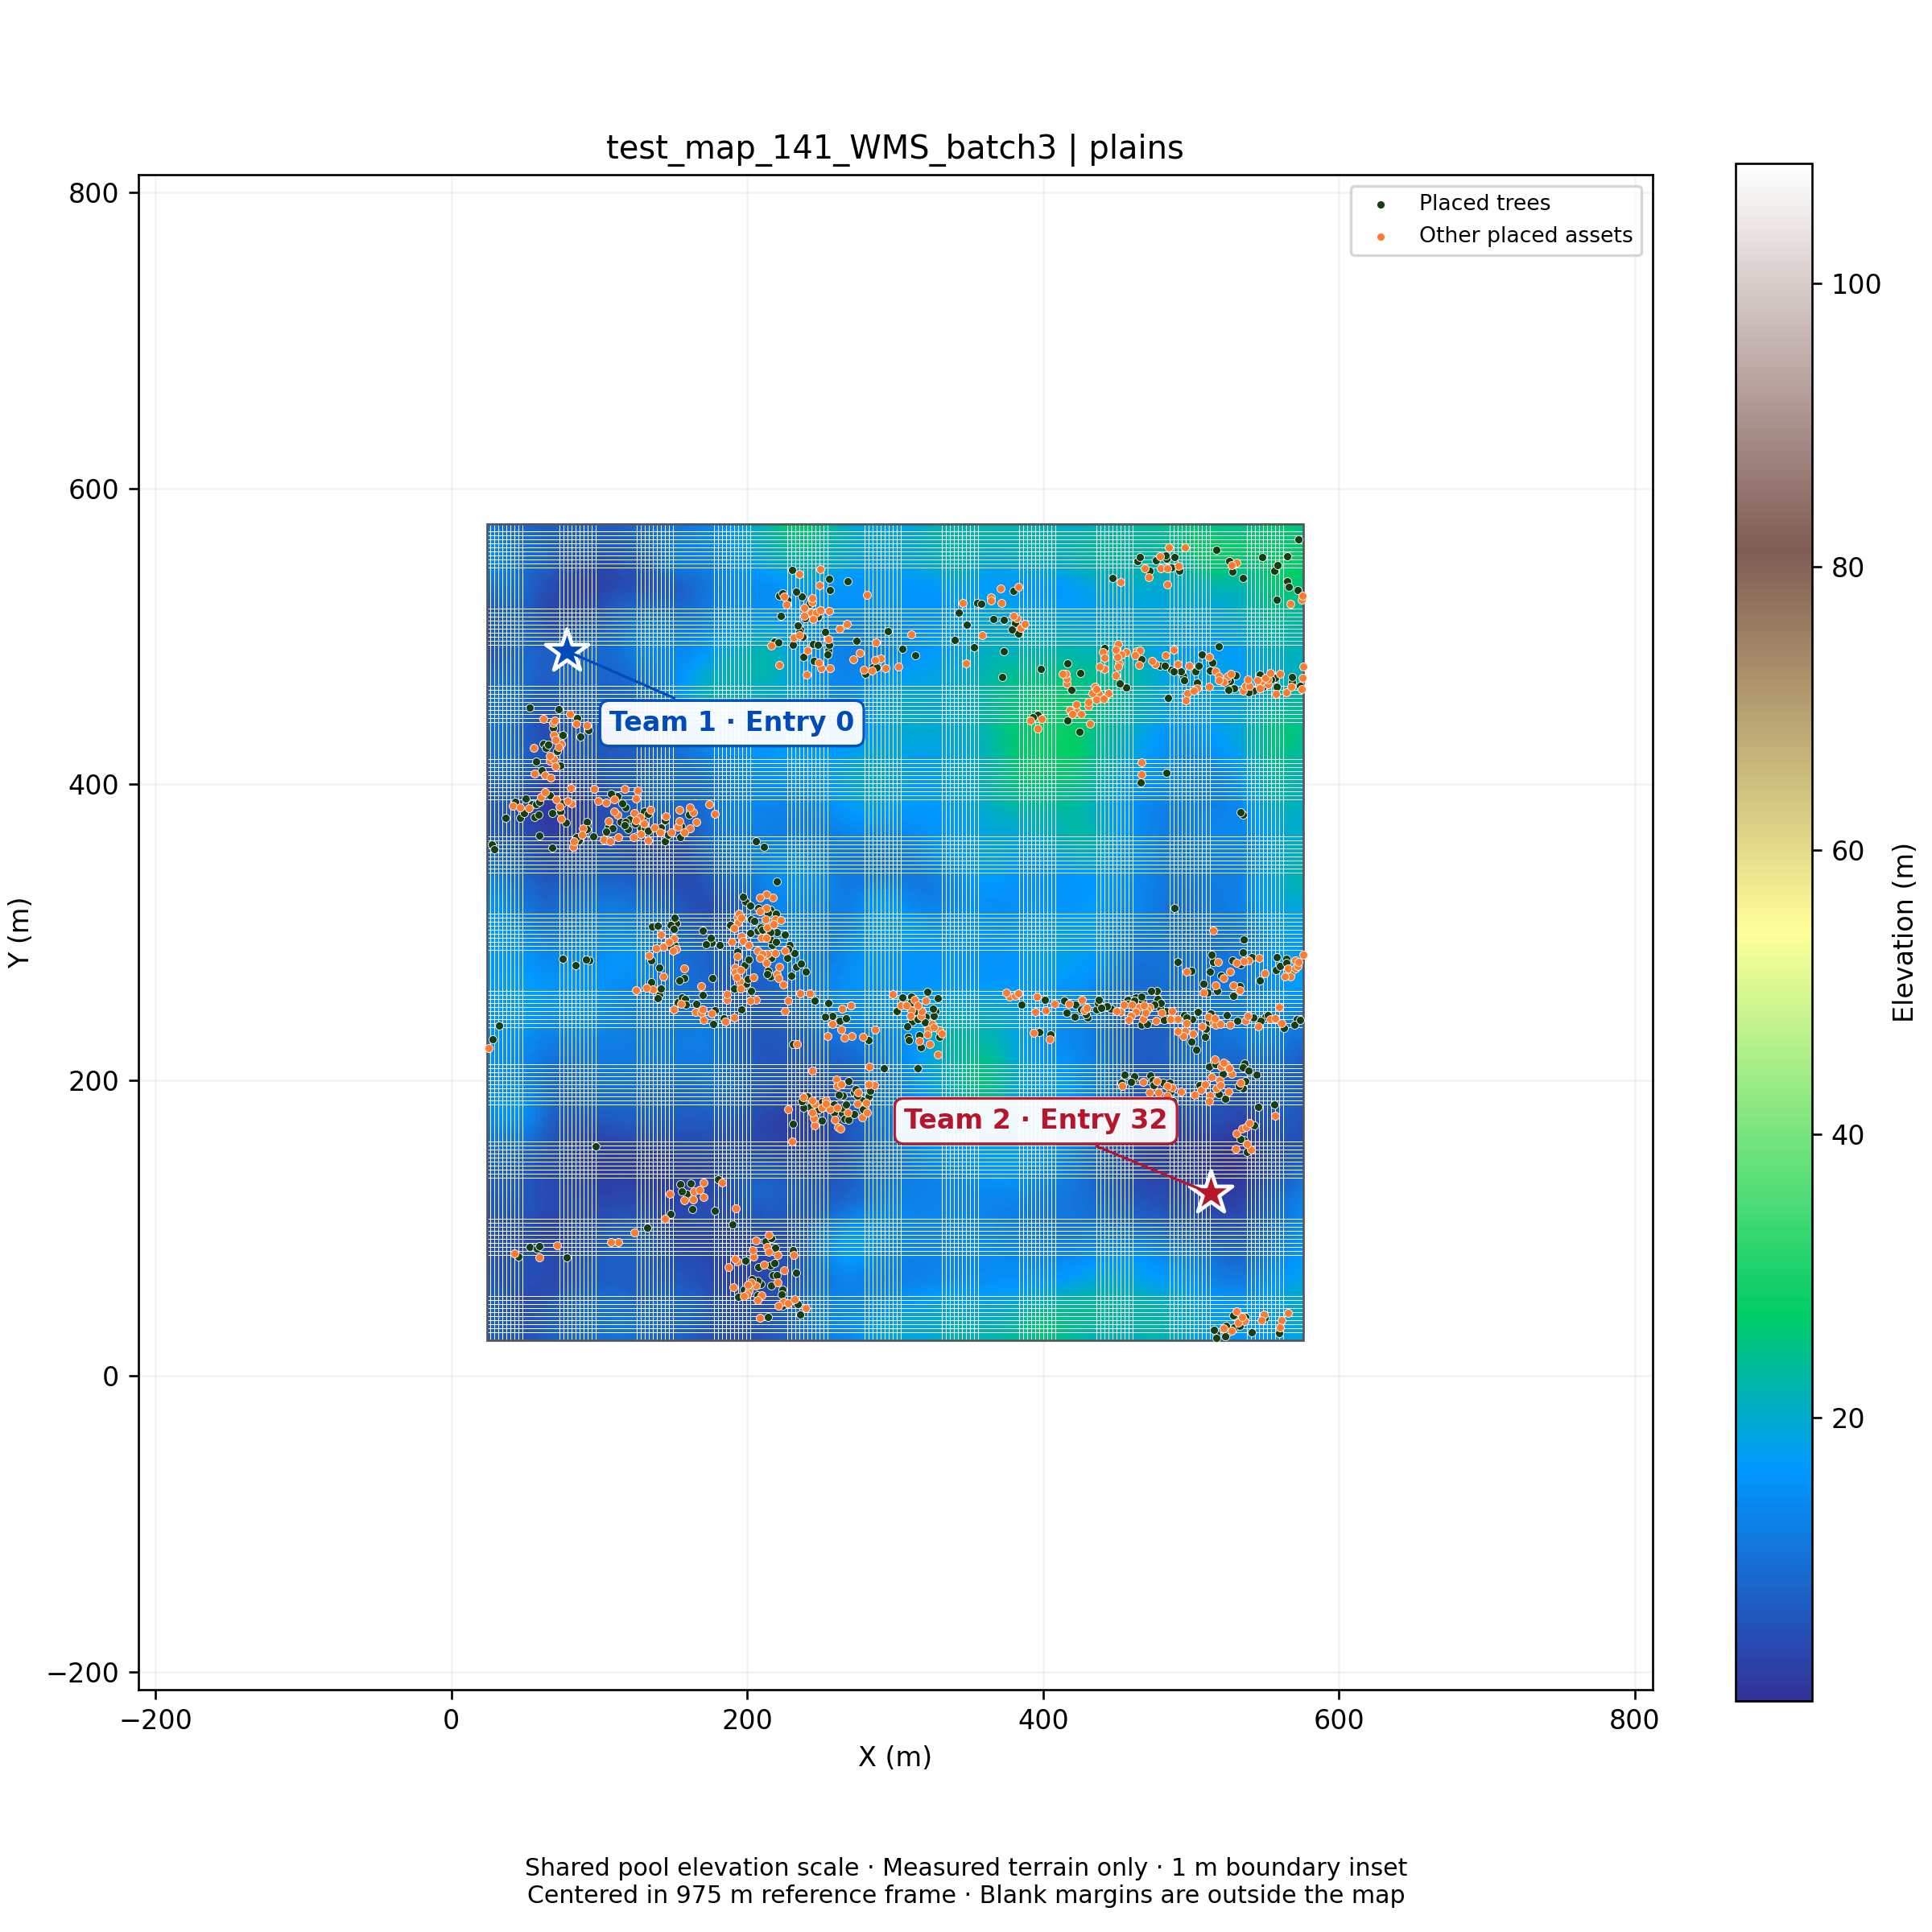 test_map_141_WMS_batch3 | plains
800
600
400
200
0
−200
−200
0
200
400
600
800
X (m)
Y (m)
Placed trees
Other placed assets
Team 1 · Entry 0
Team 2 · Entry 32
100
80
60
40
20
Elevation (m)
Shared pool elevation scale · Measured terrain only · 1 m boundary inset
Centered in 975 m reference frame · Blank margins are outside the map